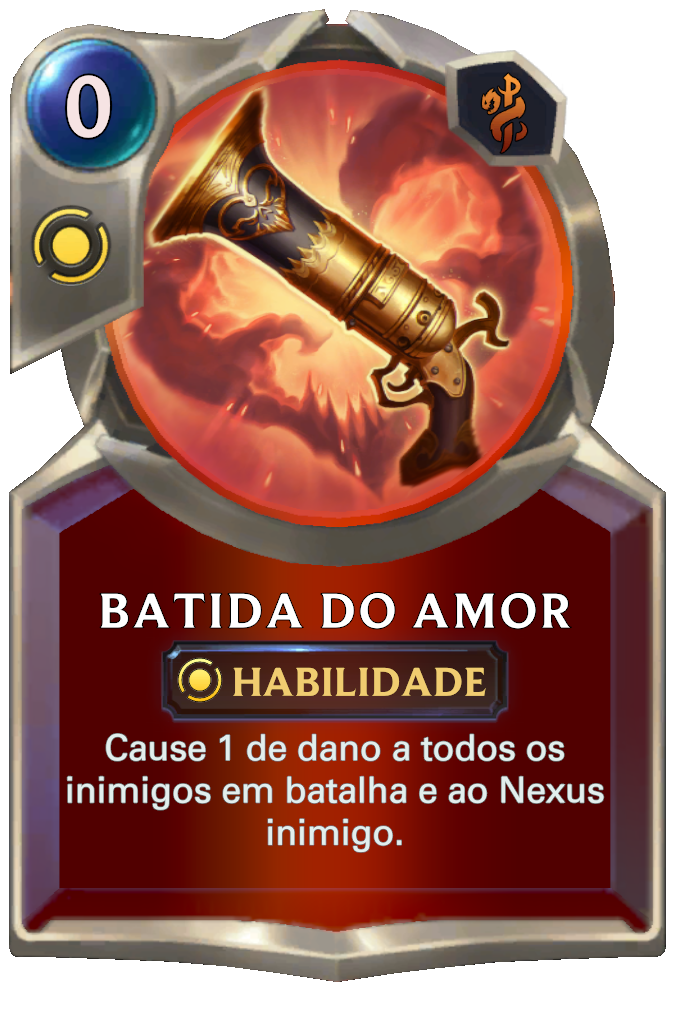 0
BATIDA DO AMOR
HABILIDADE
Cause 1 de dano a todos os
inimigos em batalha e ao Nexus
inimigo.